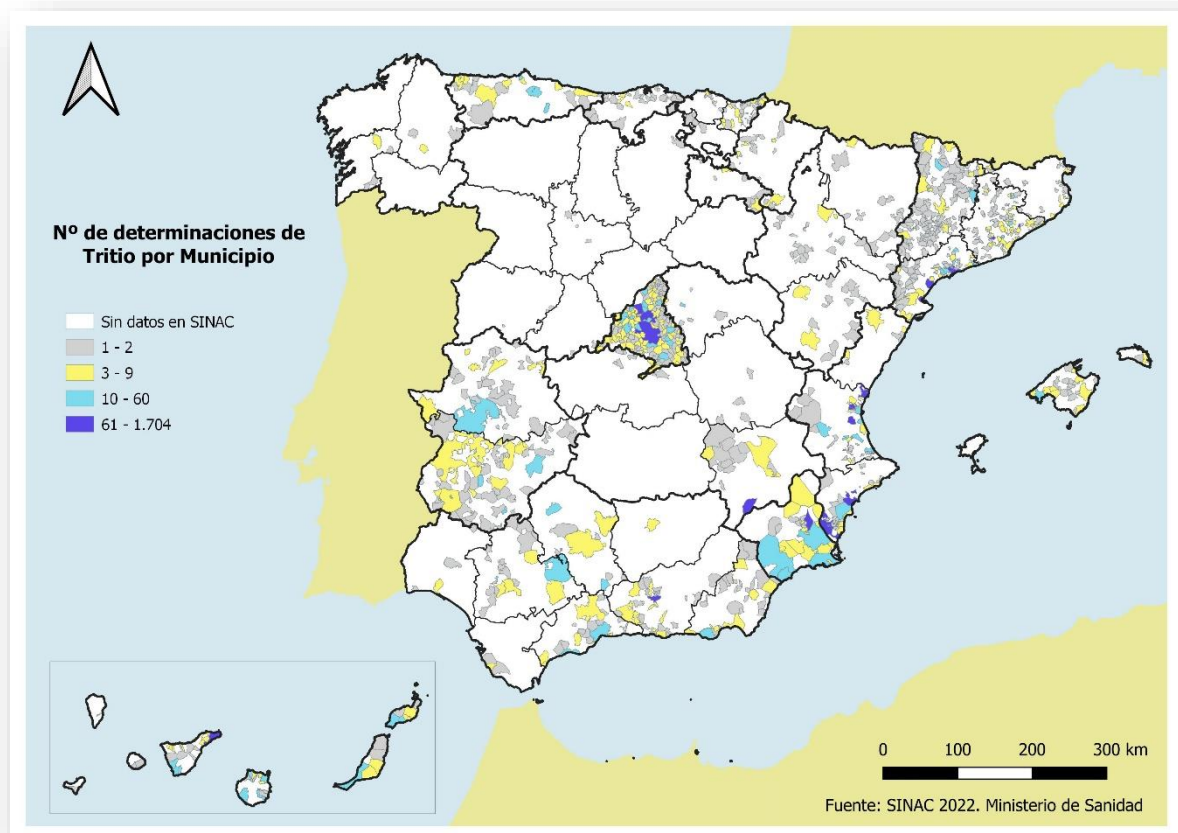 Nº de determinaciones de
Tritio por Municipio
Sin datos en SINAC
1 - 2
3 - 9
10 - 60
61 - 1.704
0 100 200 300 km
Fuente: SINAC 2022. Ministerio de Sanidad